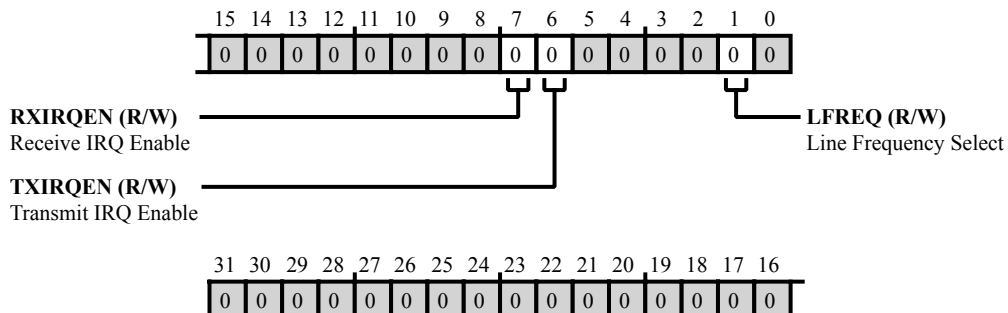 15 14 13 12 11 10 9 8 7 6 5 4 3 2 1 0
0 0 0 0 0 0 0 0 0 0 0 0 0 0 0 0
RXIRQEN (R/W)
Receive IRQ Enable
LFREQ (R/W)
Line Frequency Select
TXIRQEN (R/W)
Transmit IRQ Enable
31 30 29 28 27 26 25 24 23 22 21 20 19 18 17 16
0 0 0 0 0 0 0 0 0 0 0 0 0 0 0 0